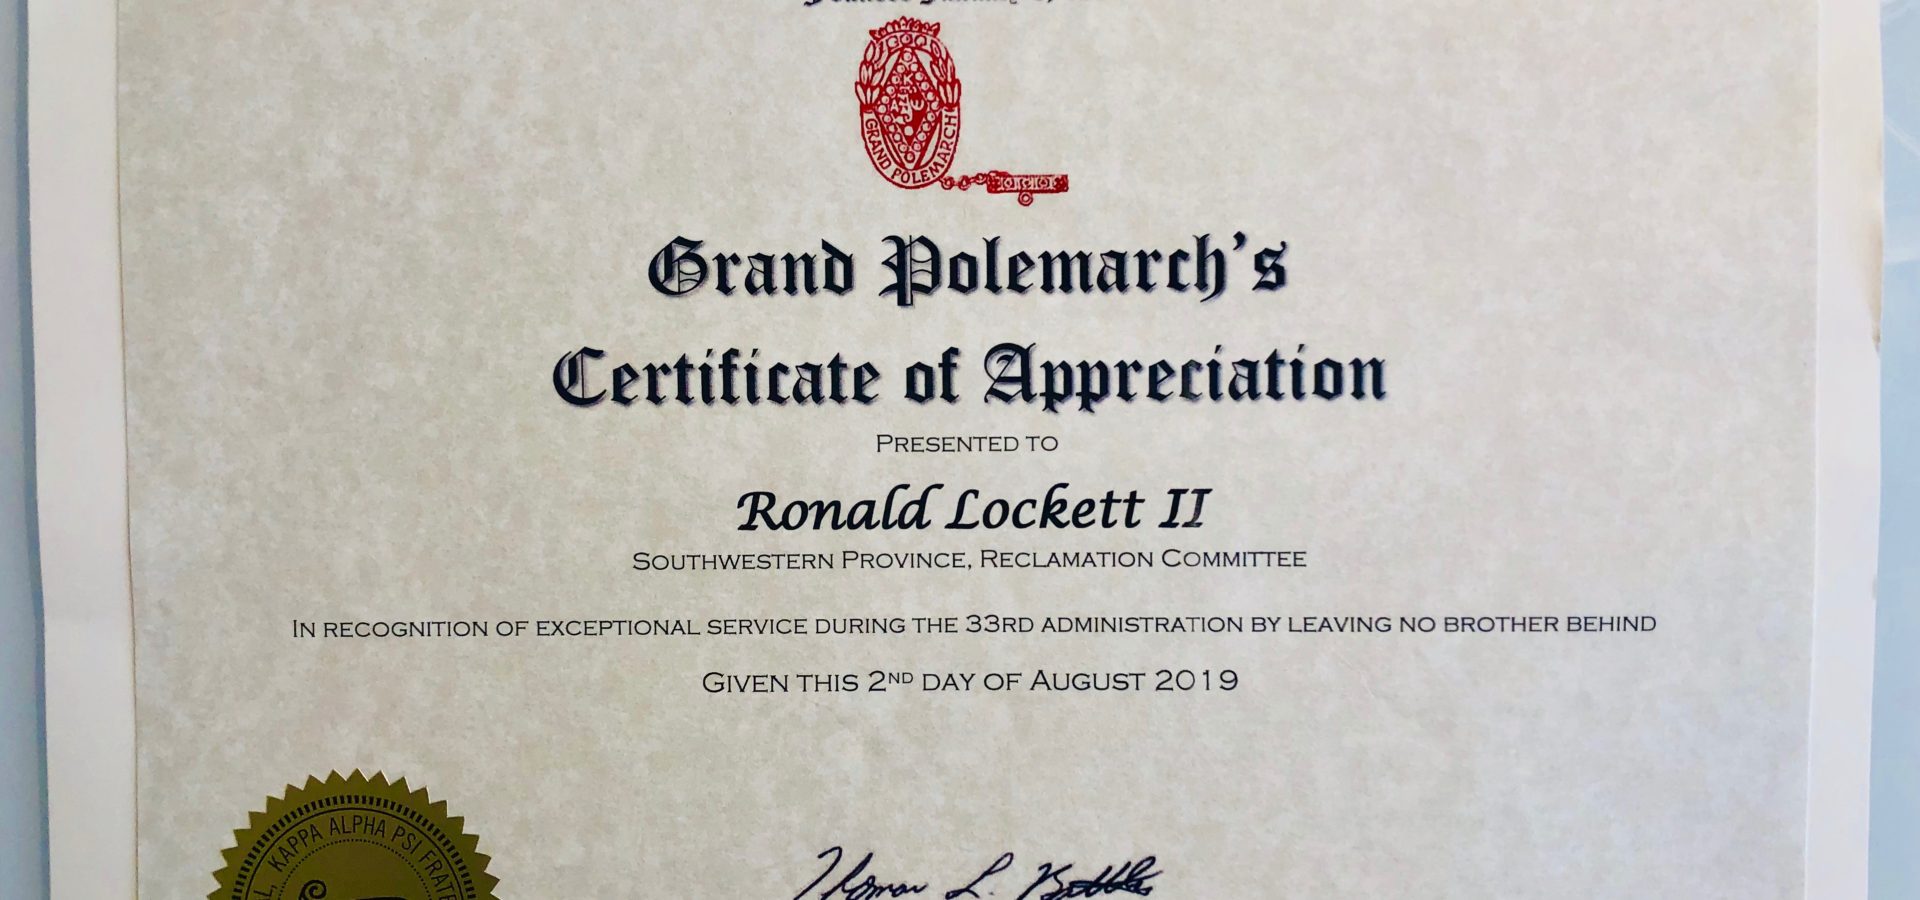 GRAND POLEMARCH
Grand Polemarch's
Certificate of Appreciation
PRESENTED TO
Ronald Lockett II
SOUTHWESTERN PROVINCE, RECLAMATION COMMITTEE
IN RECOGNITION OF EXCEPTIONAL SERVICE DURING THE 33RD ADMINISTRATION BY LEAVING NO BROTHER BEHIND
GIVEN THIS 2ND DAY OF AUGUST 2019
KAPPA ALPHA PSI
Thomas L. Battles